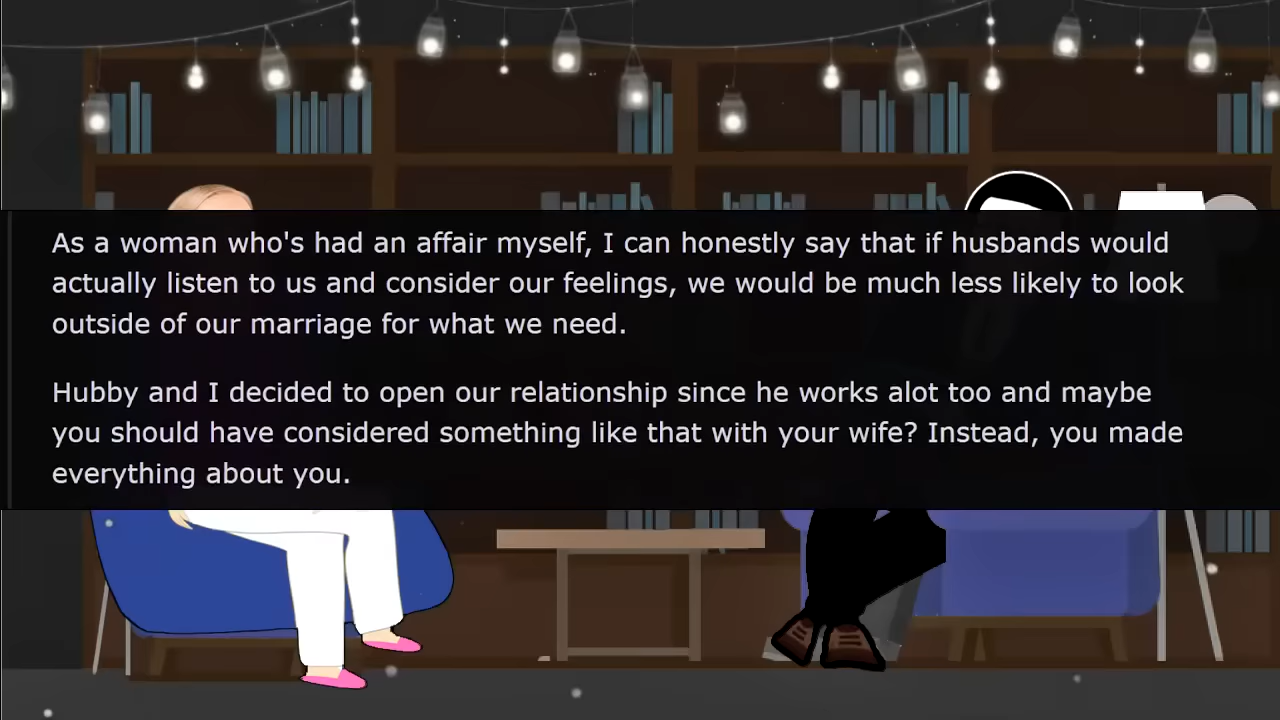 As a woman who's had an affair myself, I can honestly say that if husbands would
actually listen to us and consider our feelings, we would be much less likely to look
outside of our marriage for what we need.
Hubby and I decided to open our relationship since he works alot too and maybe
you should have considered something like that with your wife? Instead, you made
everything about you.